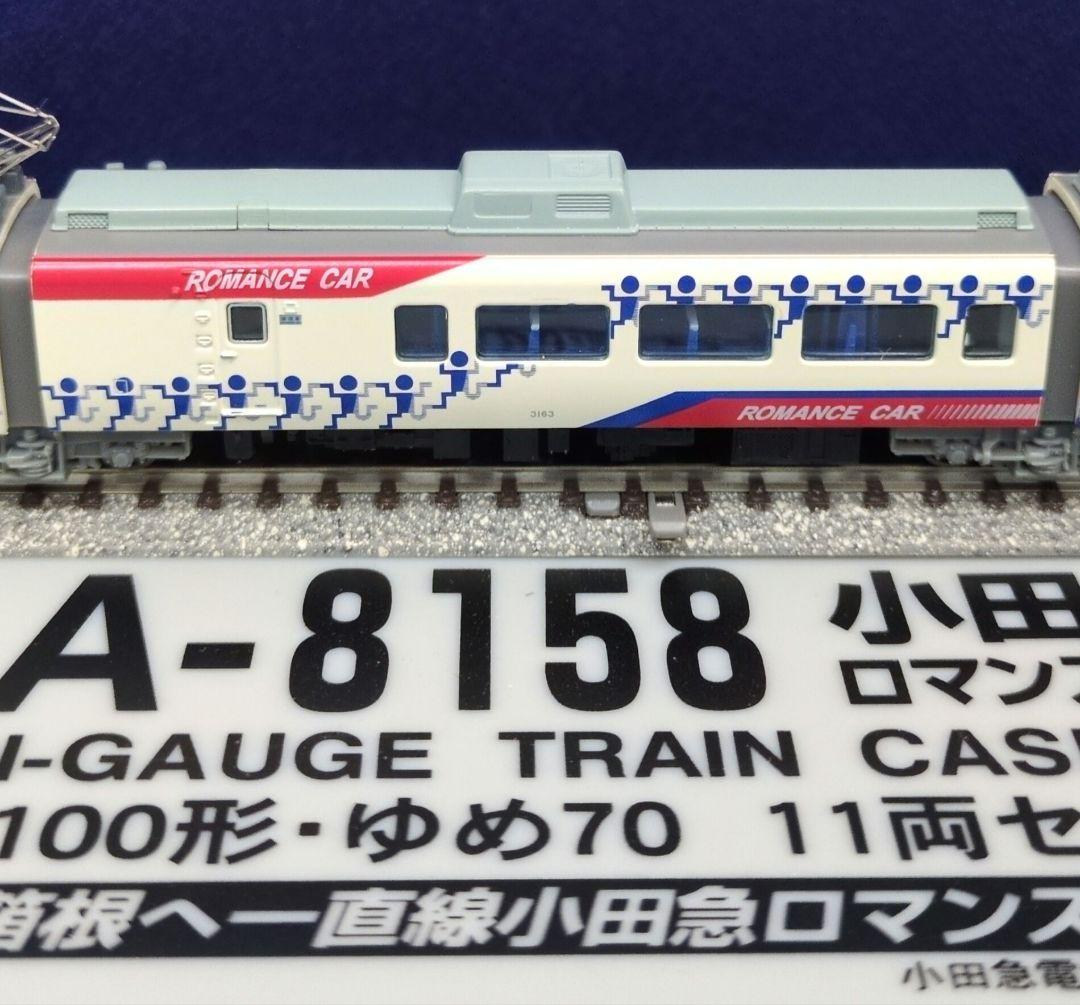 ROMANCE CAR
3163
ROMANCE CAR
A-8158 小田
ロマンス
-GAUGE TRAIN CAS
100形・ゆめ70 11両セ
箱根へ一直線小田急ロマンス
小田急電